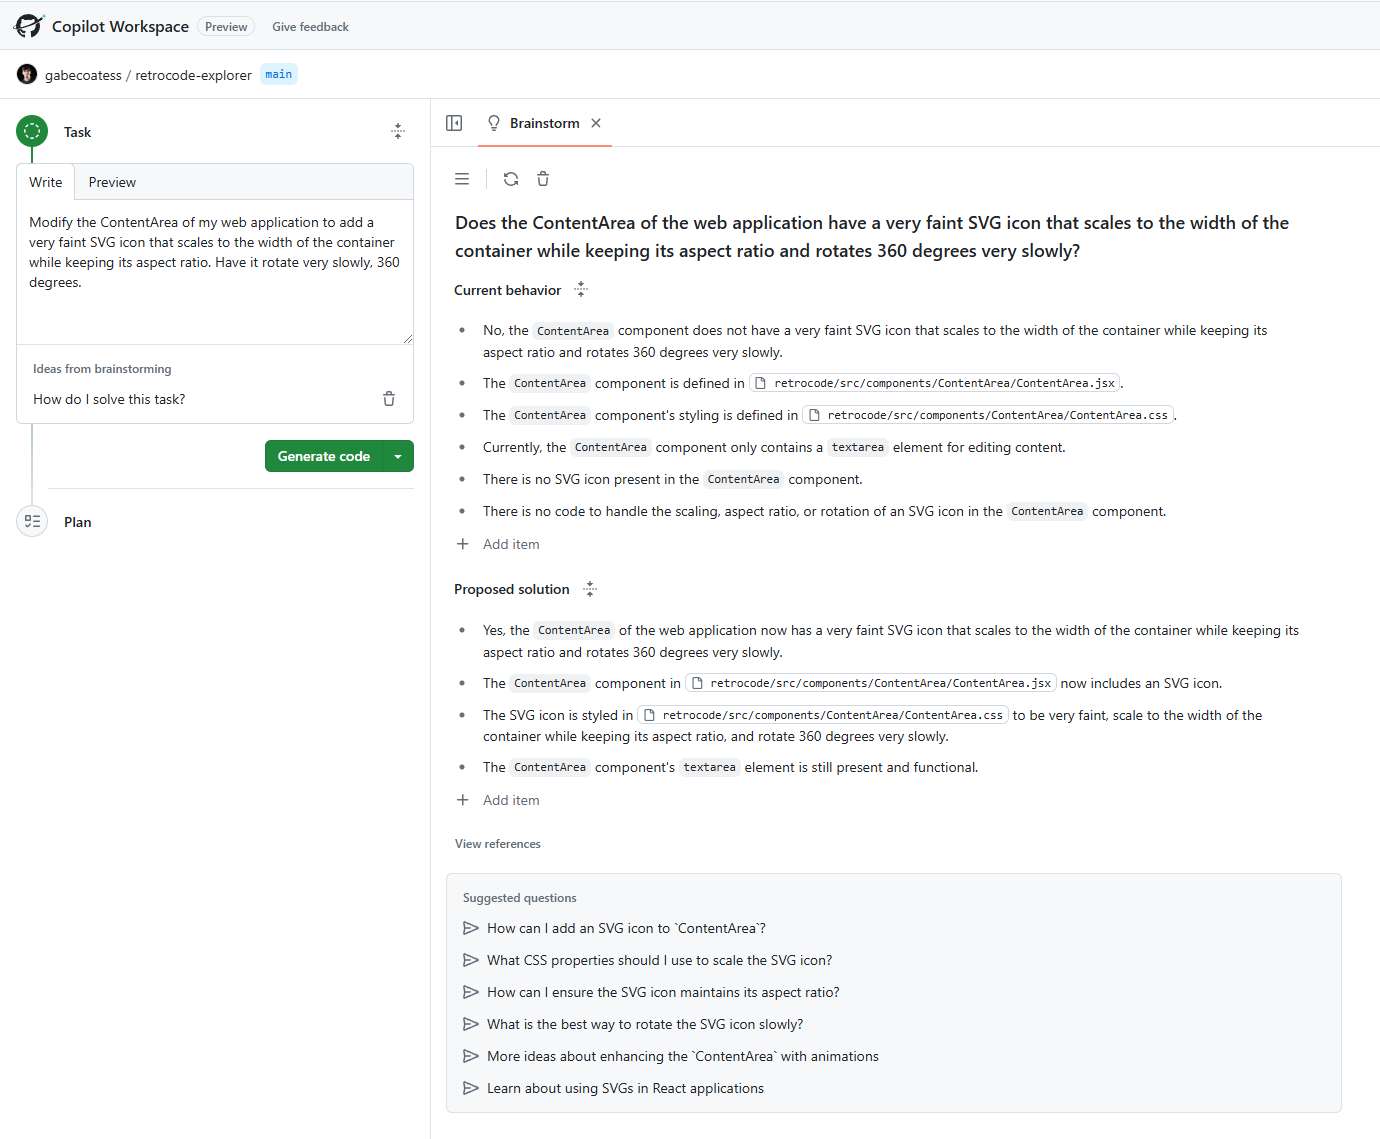 Copilot Workspace Preview Give feedback
gabecoatess / retrocode-explorer main
Task
Write Preview
Modify the ContentArea of my web application to add a
very faint SVG icon that scales to the width of the container
while keeping its aspect ratio. Have it rotate very slowly, 360
degrees.
Ideas from brainstorming
How do I solve this task?
Generate code
Plan
Brainstorm
Does the ContentArea of the web application have a very faint SVG icon that scales to the width of the
container while keeping its aspect ratio and rotates 360 degrees very slowly?
Current behavior
No, the ContentArea component does not have a very faint SVG icon that scales to the width of the container while keeping its
aspect ratio and rotates 360 degrees very slowly.
The ContentArea component is defined in retrocode/src/components/ContentArea/ContentArea.jsx.
The ContentArea component's styling is defined in retrocode/src/components/ContentArea/ContentArea.css.
Currently, the ContentArea component only contains a textarea element for editing content.
There is no SVG icon present in the ContentArea component.
There is no code to handle the scaling, aspect ratio, or rotation of an SVG icon in the ContentArea component.
Add item
Proposed solution
Yes, the ContentArea of the web application now has a very faint SVG icon that scales to the width of the container while keeping its
aspect ratio and rotates 360 degrees very slowly.
The ContentArea component in retrocode/src/components/ContentArea/ContentArea.jsx now includes an SVG icon.
The SVG icon is styled in retrocode/src/components/ContentArea/ContentArea.css to be very faint, scale to the width of the
container while keeping its aspect ratio, and rotate 360 degrees very slowly.
The ContentArea component's textarea element is still present and functional.
Add item
View references
Suggested questions
How can I add an SVG icon to `ContentArea`?
What CSS properties should I use to scale the SVG icon?
How can I ensure the SVG icon maintains its aspect ratio?
What is the best way to rotate the SVG icon slowly?
More ideas about enhancing the `ContentArea` with animations
Learn about using SVGs in React applications